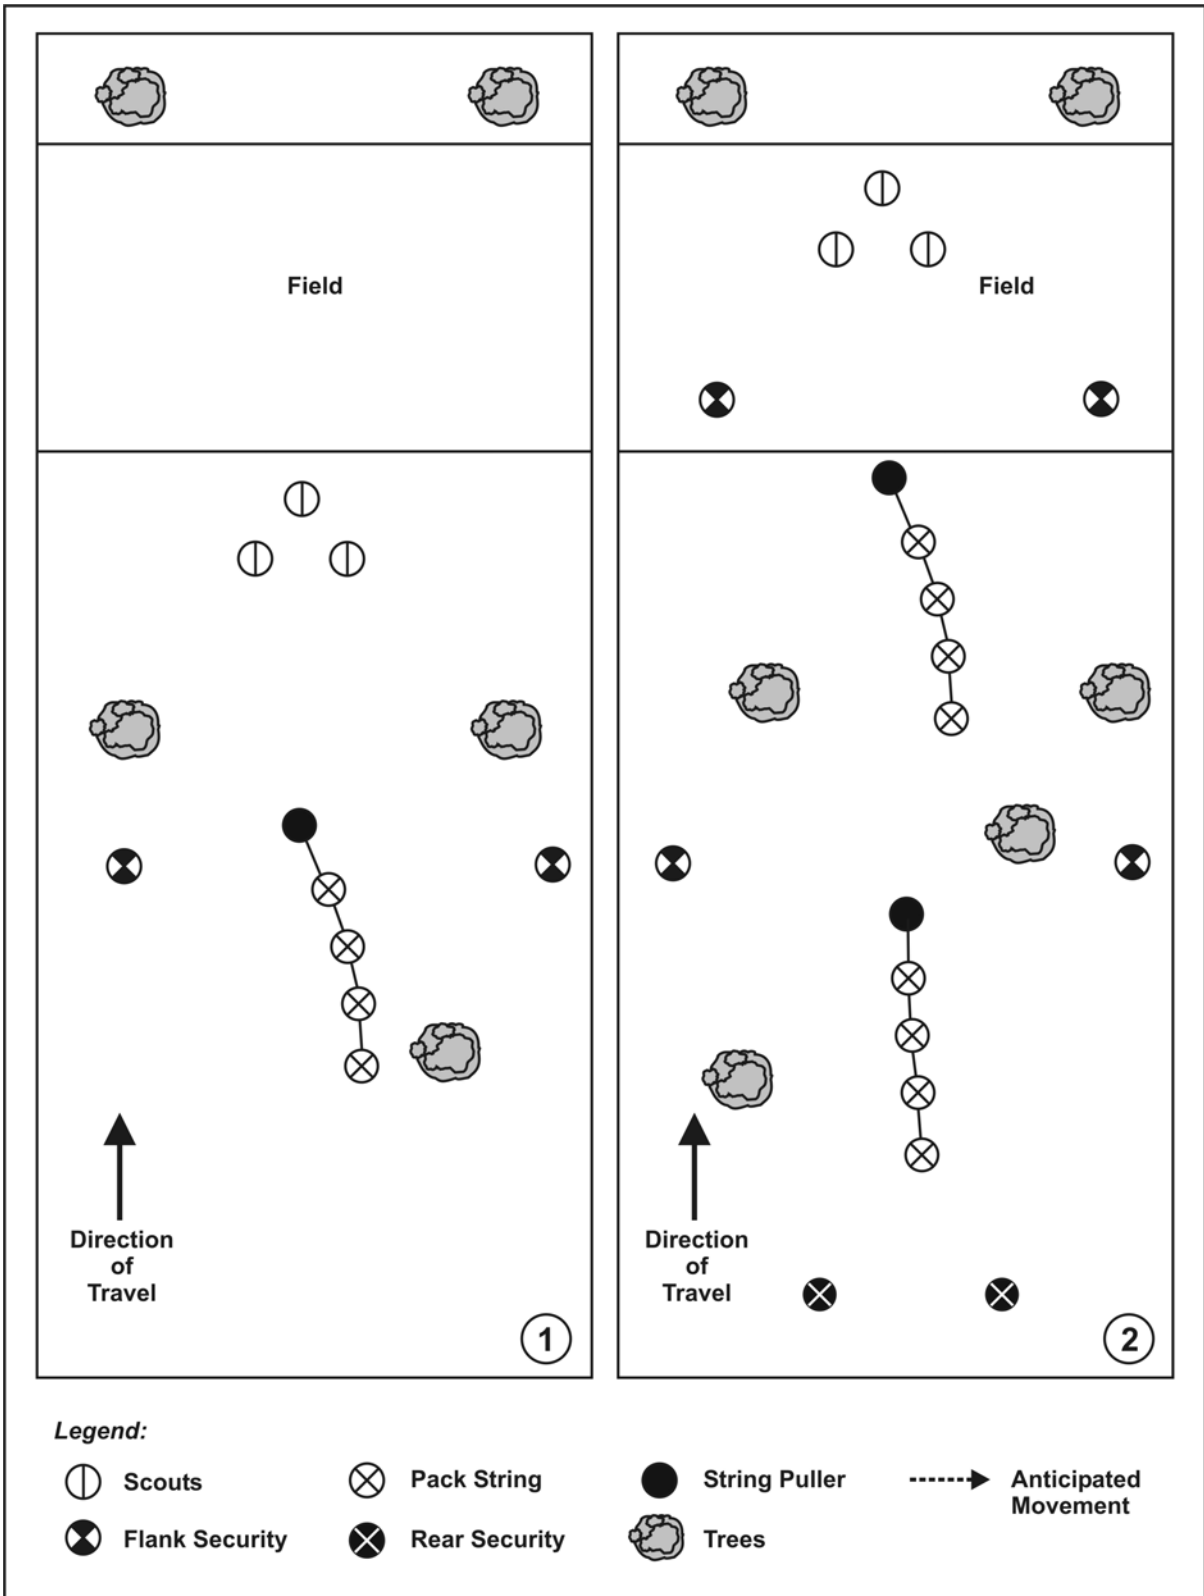 Field
Direction
of
Travel
1
Field
Direction
of
Travel
2
Legend:
Scouts
Pack String
String Puller
Anticipated
Movement
Flank Security
Rear Security
Trees